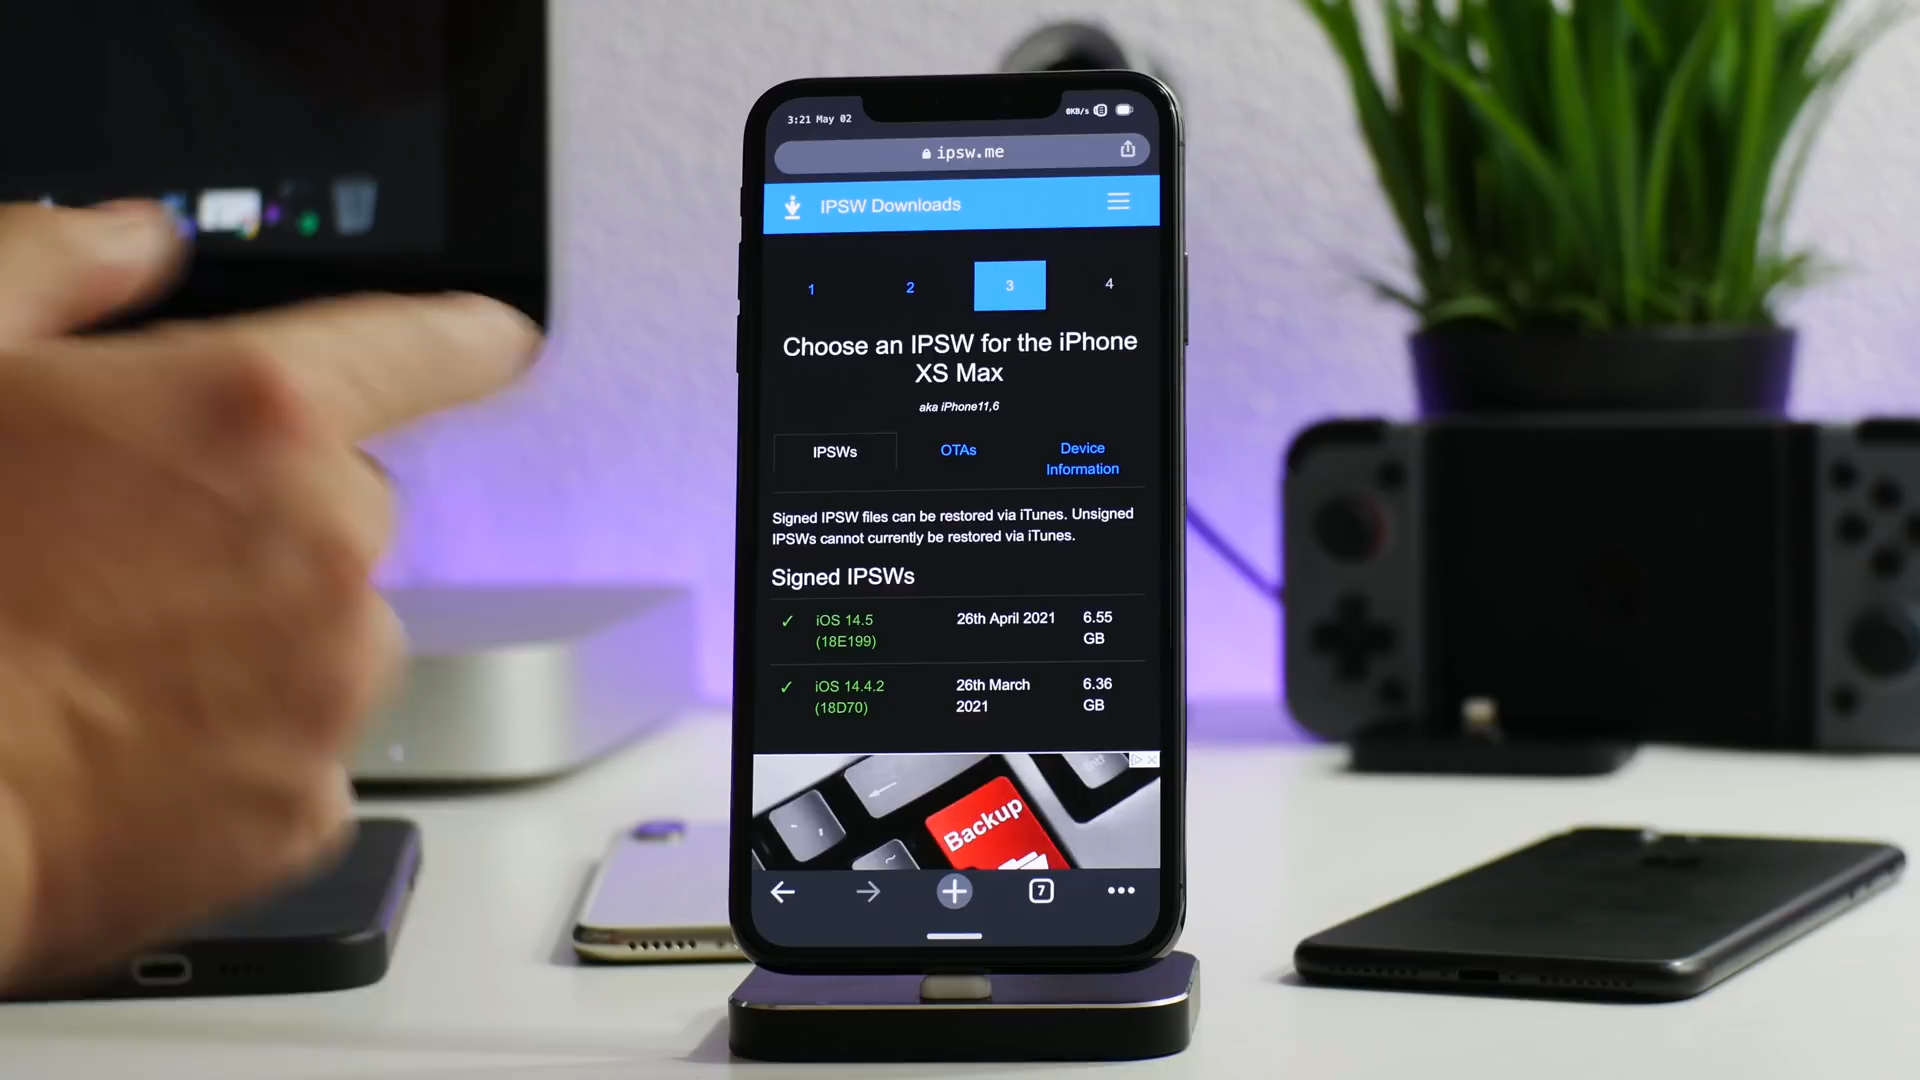 3:21 May 02
0KB/s
ipsw.me
IPSW Downloads
1 2 3 4
Choose an IPSW for the iPhone
XS Max
aka iPhone11,6
IPSWs OTAs Device
Information
Signed IPSW files can be restored via iTunes. Unsigned
IPSWs cannot currently be restored via iTunes.
Signed IPSWs
✓ iOS 14.5 26th April 2021 6.55
(18E199) GB
✓ iOS 14.4.2 26th March 6.36
(18D70) 2021 GB
Backup
7